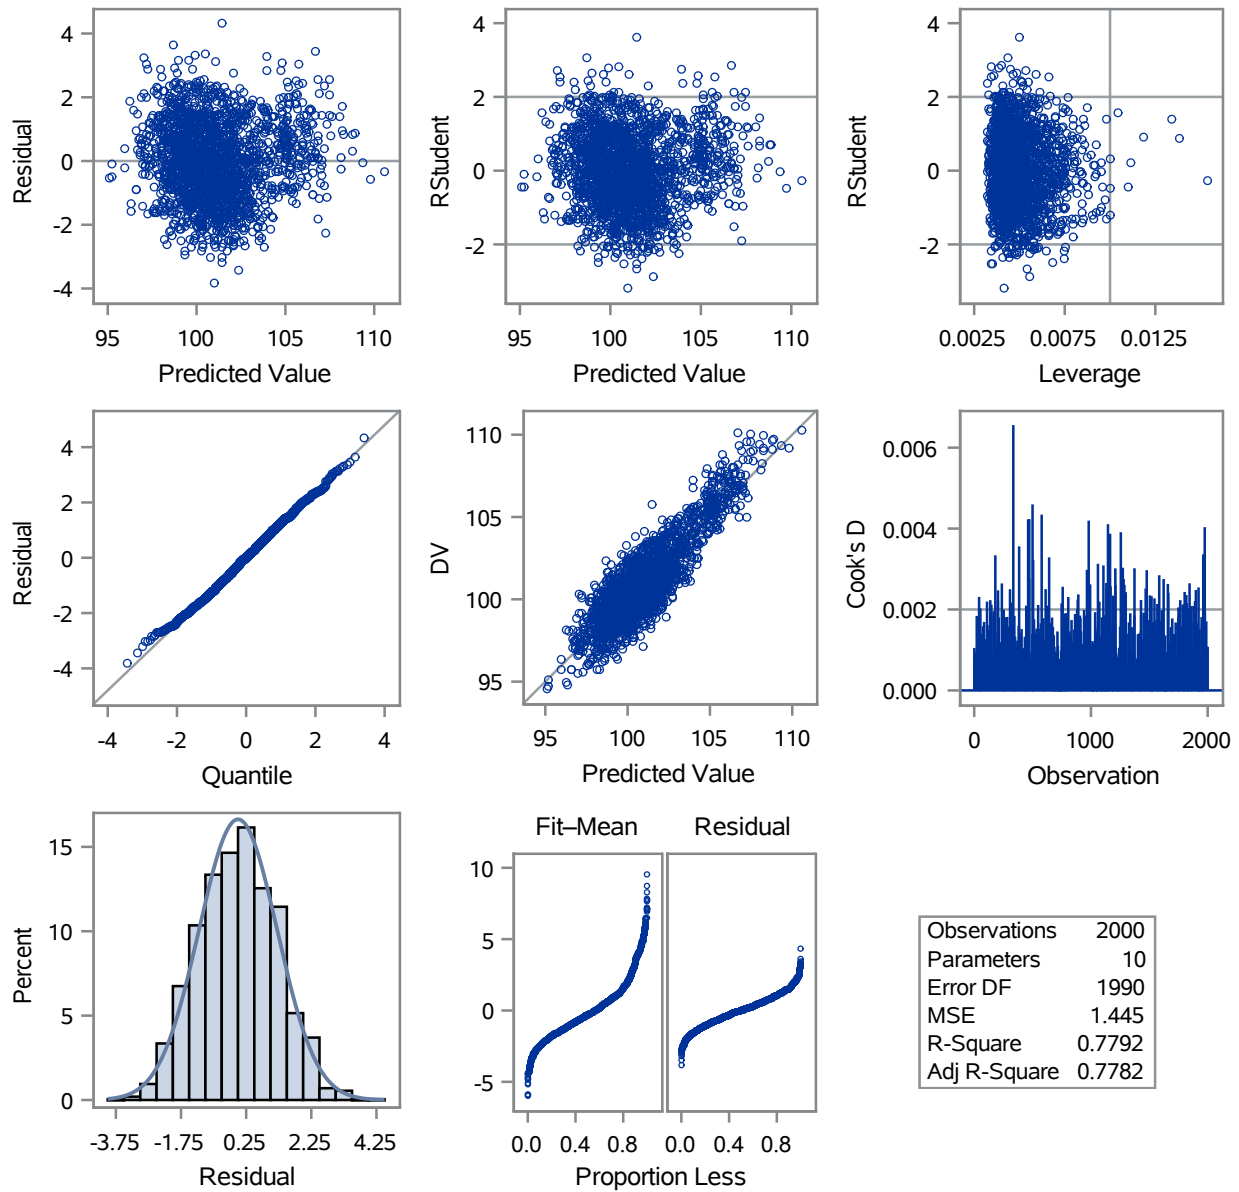 4
2
0
-2
-4
Residual
95 100 105 110
Predicted Value
4
2
0
-2
RStudent
95 100 105 110
Predicted Value
4
2
0
-2
RStudent
0.0025 0.0075 0.0125
Leverage
4
2
0
-2
-4
Residual
-4 -2 0 2 4
Quantile
110
105
100
95
DV
95 100 105 110
Predicted Value
0.006
0.004
0.002
0.000
Cook's D
0 1000 2000
Observation
15
10
5
0
Percent
-3.75 -1.75 0.25 2.25 4.25
Residual
Fit–Mean Residual
10
5
0
-5
0.0 0.4 0.8 0.0 0.4 0.8
Proportion Less
Observations 2000
Parameters 10
Error DF 1990
MSE 1.445
R-Square 0.7792
Adj R-Square 0.7782